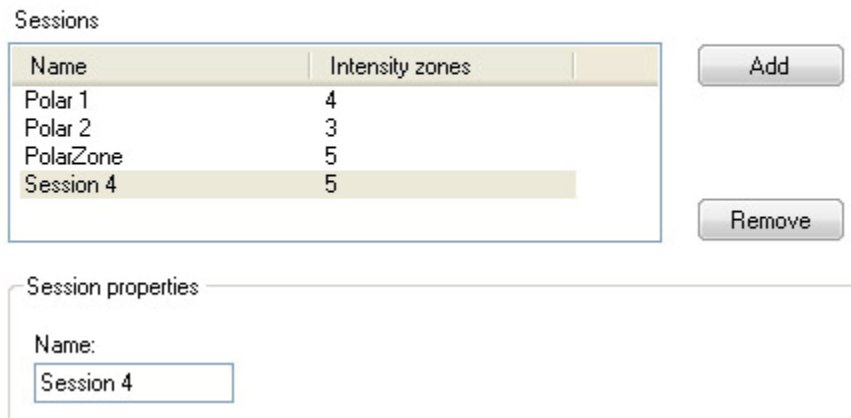 Sessions
Name Intensity zones Add
Polar 1 4
Polar 2 3
PolarZone 5
Session 4 5
Remove
Session properties
Name:
Session 4